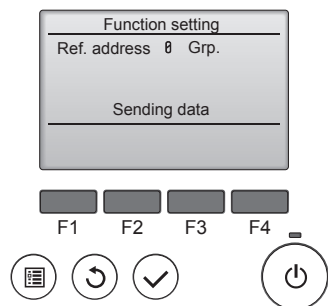 Function setting
Ref. address 0 Grp.
Sending data
F1 F2 F3 F4